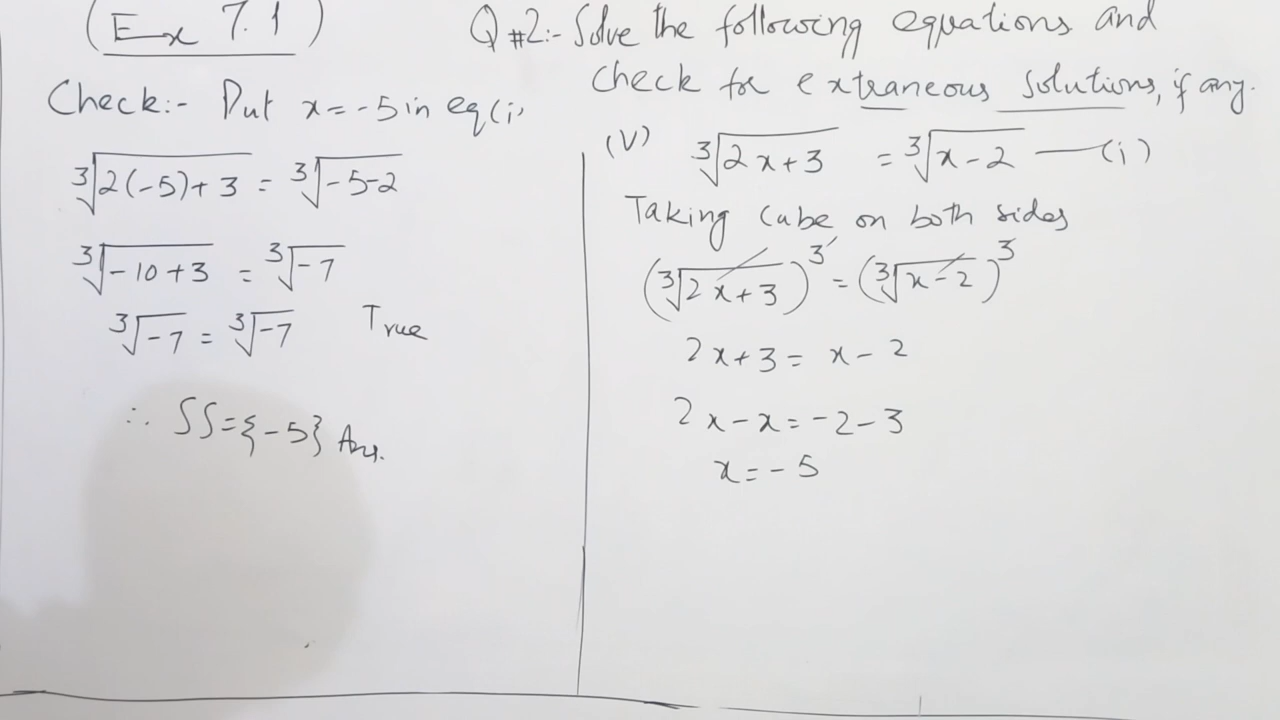 (Ex 7.1)
Q#2:- Solve the following equations and
Check for extraneous solutions, if any.
(V) ∛(2x+3) = ∛(x-2) —(i)
Taking Cube on both sides
(∛(2x+3))³ = (∛(x-2))³
2x+3 = x-2
2x-x = -2-3
x = -5
Check:- Put x=-5 in eq(i)
∛(2(-5)+3) = ∛(-5-2)
∛(-10+3) = ∛(-7)
∛(-7) = ∛(-7) True
∴ SS={-5} Ans.